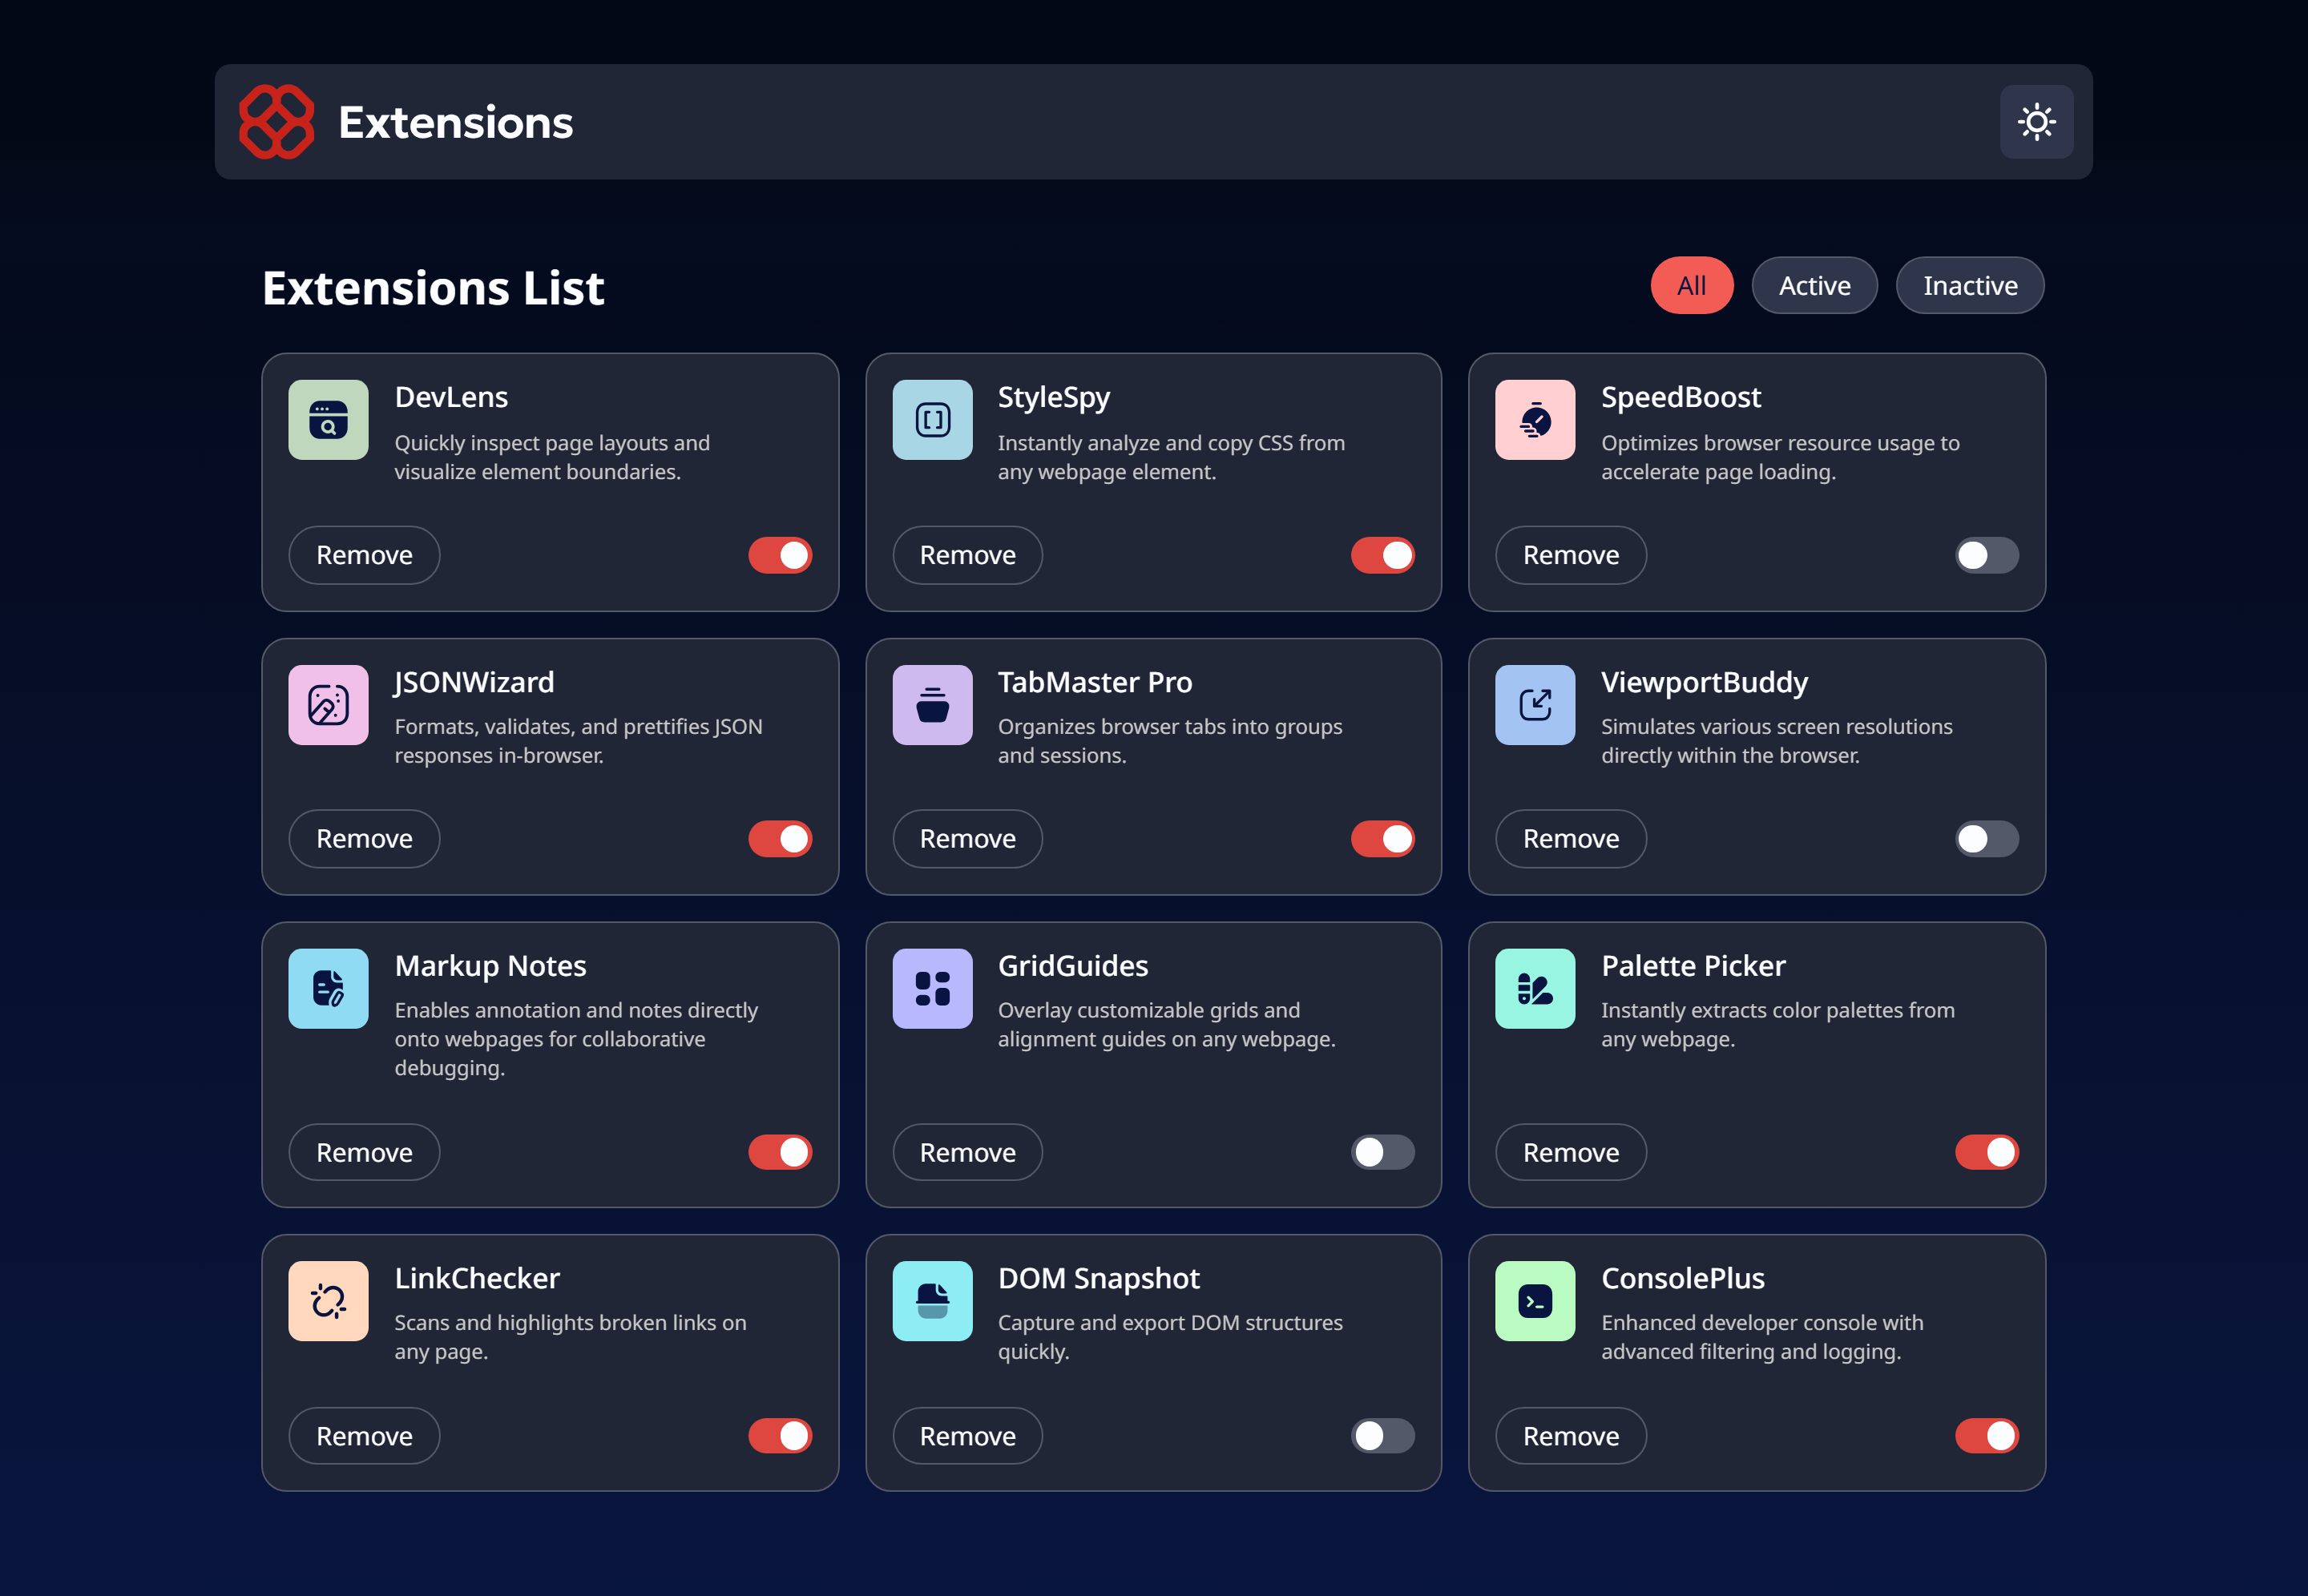 Extensions
Extensions List
All
Active
Inactive
DevLens
Quickly inspect page layouts and
visualize element boundaries.
Remove
StyleSpy
Instantly analyze and copy CSS from
any webpage element.
Remove
SpeedBoost
Optimizes browser resource usage to
accelerate page loading.
Remove
JSONWizard
Formats, validates, and prettifies JSON
responses in-browser.
Remove
TabMaster Pro
Organizes browser tabs into groups
and sessions.
Remove
ViewportBuddy
Simulates various screen resolutions
directly within the browser.
Remove
Markup Notes
Enables annotation and notes directly
onto webpages for collaborative
debugging.
Remove
GridGuides
Overlay customizable grids and
alignment guides on any webpage.
Remove
Palette Picker
Instantly extracts color palettes from
any webpage.
Remove
LinkChecker
Scans and highlights broken links on
any page.
Remove
DOM Snapshot
Capture and export DOM structures
quickly.
Remove
ConsolePlus
Enhanced developer console with
advanced filtering and logging.
Remove